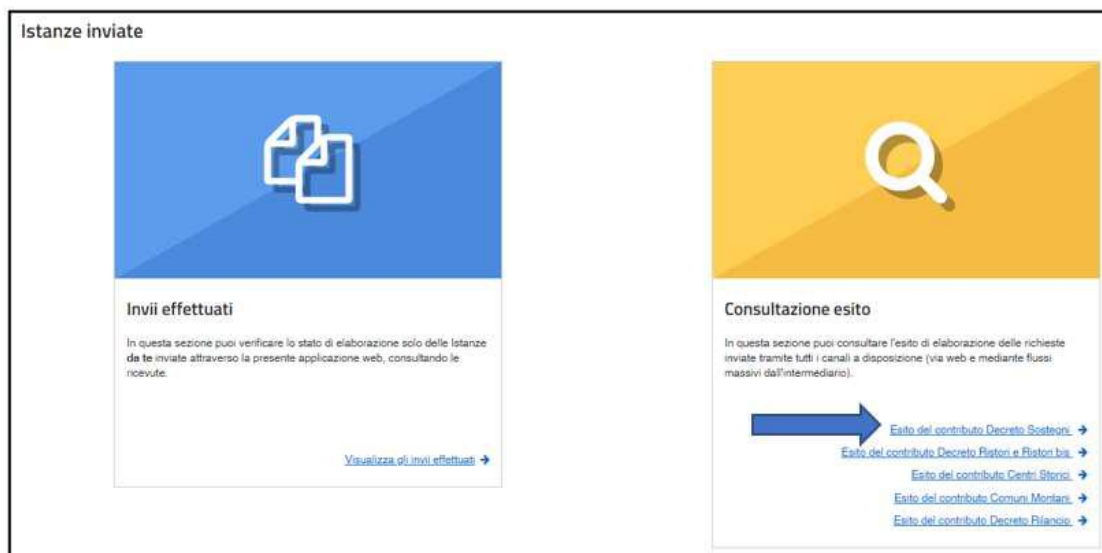 Istanze inviate
Invii effettuati
In questa sezione puoi verificare lo stato di elaborazione solo delle Istanze
da te inviate attraverso la presente applicazione web, consultando le
ricevute.
Visualizza gli invii effettuati
Consultazione esito
In questa sezione puoi consultare l'esito di elaborazione delle richieste
inviate tramite tutti i canali a disposizione (via web e mediante flussi
massivi dall'intermediario).
Esito del contributo Decreto Sostegni
Esito del contributo Decreto Ristori e Ristori bis
Esito del contributo Centri Storici
Esito del contributo Comuni Montani
Esito del contributo Decreto Rilancio